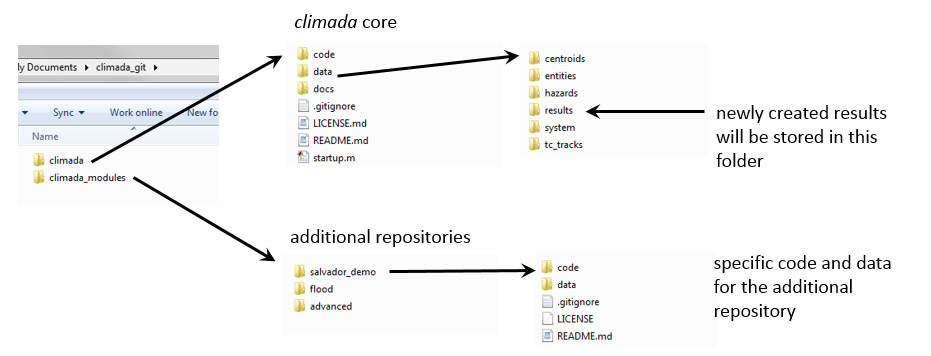 climada core
ly Documents ▸ climada_git ▸
Sync ▾ Work online New fo
Name
climada
climada_modules
code
data
docs
.gitignore
LICENSE.md
README.md
startup.m
centroids
entities
hazards
results
system
tc_tracks
newly created results
will be stored in this
folder
additional repositories
salvador_demo
flood
advanced
code
data
.gitignore
LICENSE
README.md
specific code and data
for the additional
repository